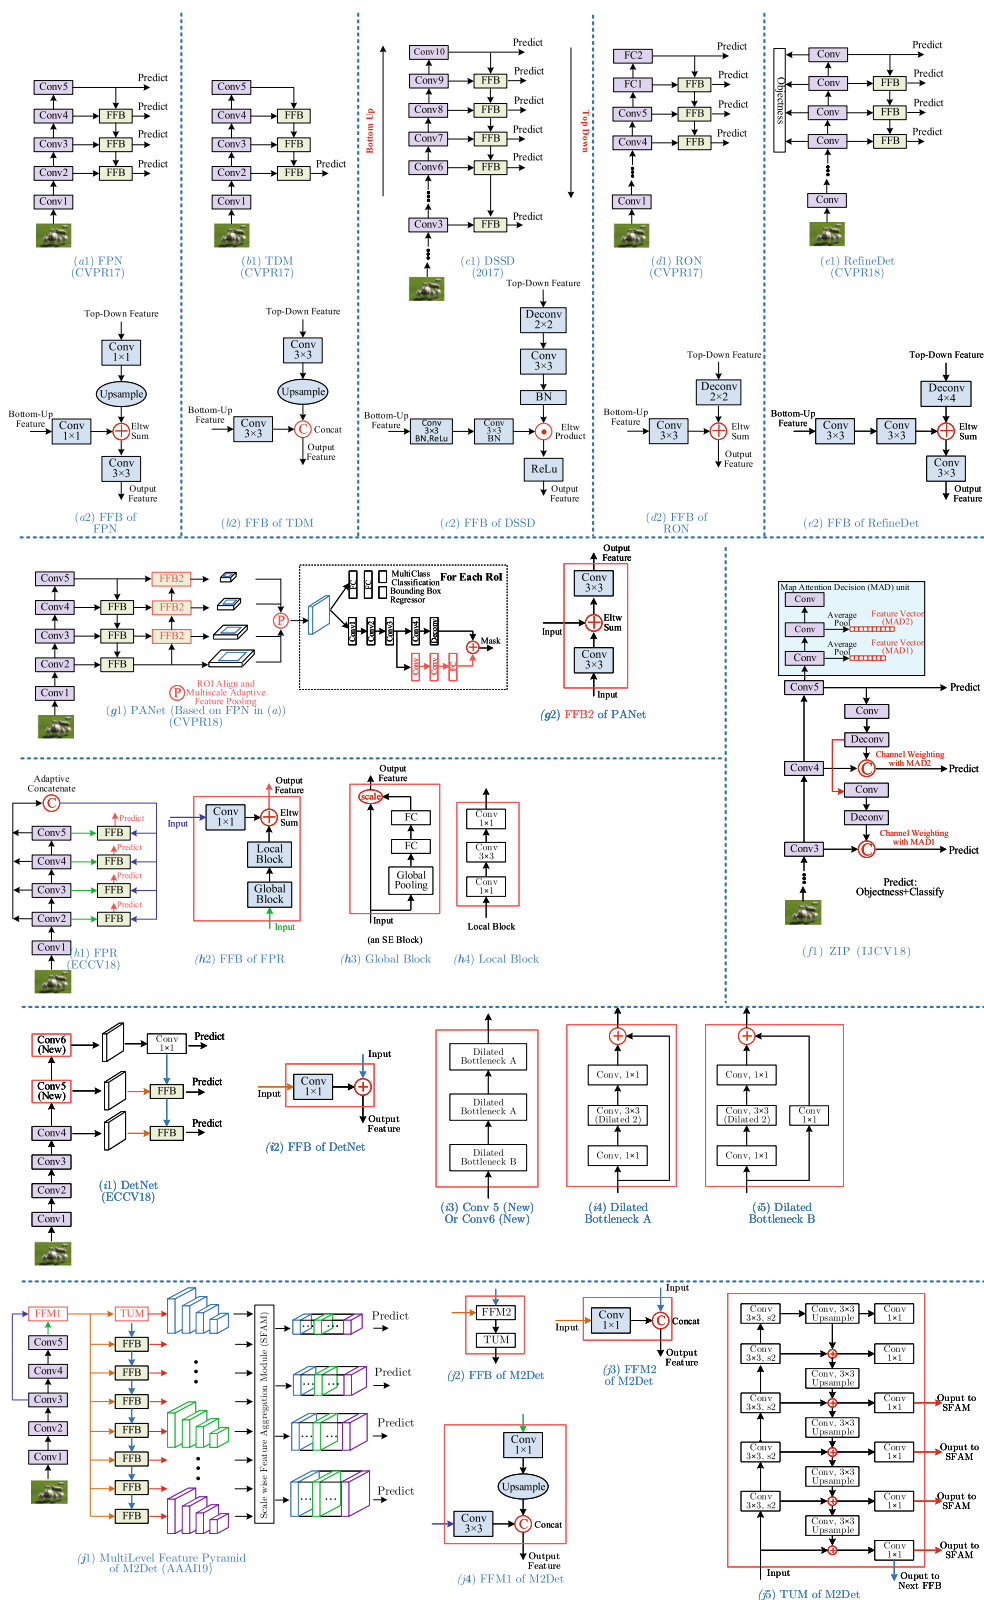 Conv5
Predict
Conv4
FFB
Predict
Conv3
FFB
Predict
Conv2
FFB
Predict
Conv1
(a1) FPN
(CVPR17)
Conv5
Conv4
FFB
Conv3
FFB
Conv2
FFB
Predict
Conv1
(b1) TDM
(CVPR17)
Bottom Up
Conv10
Predict
Conv9
FFB
Predict
Conv8
FFB
Predict
Conv7
FFB
Predict
Conv6
FFB
Predict
Conv3
FFB
Predict
Top Down
(c1) DSSD
(2017)
FC2
Predict
FC1
FFB
Predict
Conv5
FFB
Predict
Conv4
FFB
Predict
Conv1
(d1) RON
(CVPR17)
Objectness
Conv
Predict
Conv
FFB
Predict
Conv
FFB
Predict
Conv
FFB
Predict
Conv
(e1) RefineDet
(CVPR18)
Top-Down Feature
Conv
1×1
Upsample
Bottom-Up
Feature
Conv
1×1
Eltw
Sum
Conv
3×3
Output
Feature
(a2) FFB of
FPN
Top-Down Feature
Conv
3×3
Upsample
Bottom-Up
Feature
Conv
3×3
C
Concat
Output
Feature
(b2) FFB of TDM
Top-Down Feature
Deconv
2×2
Conv
3×3
BN
Bottom-Up
Feature
Conv
3×3
BN,ReLu
Conv
3×3
BN
Eltw
Product
ReLu
Output
Feature
(c2) FFB of DSSD
Top-Down Feature
Deconv
2×2
Bottom-Up
Feature
Conv
3×3
Eltw
Sum
Output
Feature
(d2) FFB of
RON
Top-Down Feature
Deconv
4×4
Bottom-Up
Feature
Conv
3×3
Conv
3×3
Eltw
Sum
Conv
3×3
Output
Feature
(e2) FFB of RefineDet
Conv5
FFB2
Conv4
FFB
FFB2
Conv3
FFB
FFB2
Conv2
FFB
Conv1
P
For Each RoI
FC
FC
MultiClass
Classification
Bounding Box
Regressor
Conv1
Conv2
Conv3
Conv4
Deconv
Mask
Conv
Conv
FC
P
ROI Align and
Multiscale Adaptive
Feature Pooling
(g1) PANet (Based on FPN in (a))
(CVPR18)
Output
Feature
Conv
3×3
Input
Eltw
Sum
Conv
3×3
Input
(g2) FFB2 of PANet
Map Attention Decision (MAD) unit
Conv
Conv
Average
Pool
Feature Vector
(MAD2)
Conv
Average
Pool
Feature Vector
(MAD1)
Conv5
Predict
Conv
Deconv
Channel Weighting
with MAD2
Conv4
C
Predict
Conv
Deconv
Channel Weighting
with MAD1
Conv3
C
Predict
Predict:
Objectness+Classify
(f1) ZIP (IJCV18)
Adaptive
Concatenate
C
Predict
Conv5
FFB
Predict
Conv4
FFB
Predict
Conv3
FFB
Predict
Conv2
FFB
Conv1
(h1) FPR
(ECCV18)
Output
Feature
Input
Conv
1×1
Eltw
Sum
Local
Block
Global
Block
Input
(h2) FFB of FPR
Output
Feature
scale
FC
FC
Global
Pooling
Input
(an SE Block)
(h3) Global Block
Conv
1×1
Conv
3×3
Conv
1×1
Local Block
(h4) Local Block
Conv6
(New)
Conv
1×1
Predict
Conv5
(New)
FFB
Predict
Conv4
FFB
Predict
Conv3
Conv2
Conv1
(i1) DetNet
(ECCV18)
Input
Input
Conv
1×1
Output
Feature
(i2) FFB of DetNet
Dilated
Bottleneck A
Dilated
Bottleneck A
Dilated
Bottleneck B
(i3) Conv 5 (New)
Or Conv6 (New)
Conv, 1×1
Conv, 3×3
(Dilated 2)
Conv, 1×1
(i4) Dilated
Bottleneck A
Conv, 1×1
Conv, 3×3
(Dilated 2)
Conv
1×1
Conv, 1×1
(i5) Dilated
Bottleneck B
FFM1
TUM
Conv5
FFB
Conv4
FFB
Conv3
FFB
Conv2
FFB
Conv1
FFB
FFB
FFB
Scale wise Feature Aggregation Module (SFAM)
Predict
Predict
Predict
Predict
(j1) MultiLevel Feature Pyramid
of M2Det (AAAI19)
FFM2
TUM
(j2) FFB of M2Det
Input
Input
Conv
1×1
C
Concat
Output
Feature
(j3) FFM2
of M2Det
Conv
1×1
Upsample
Conv
3×3
C
Concat
Output
Feature
(j4) FFM1 of M2Det
Conv
3×3, s2
Conv, 3×3
Upsample
Conv
1×1
Conv
3×3, s2
Conv
1×1
Conv, 3×3
Upsample
Conv
3×3, s2
Conv
1×1
Ouput to
SFAM
Conv, 3×3
Upsample
Conv
3×3, s2
Conv
1×1
Ouput to
SFAM
Conv, 3×3
Upsample
Conv
3×3, s2
Conv
1×1
Ouput to
SFAM
Conv, 3×3
Upsample
Conv
1×1
Ouput to
SFAM
Input
Ouput to
Next FFB
(j5) TUM of M2Det